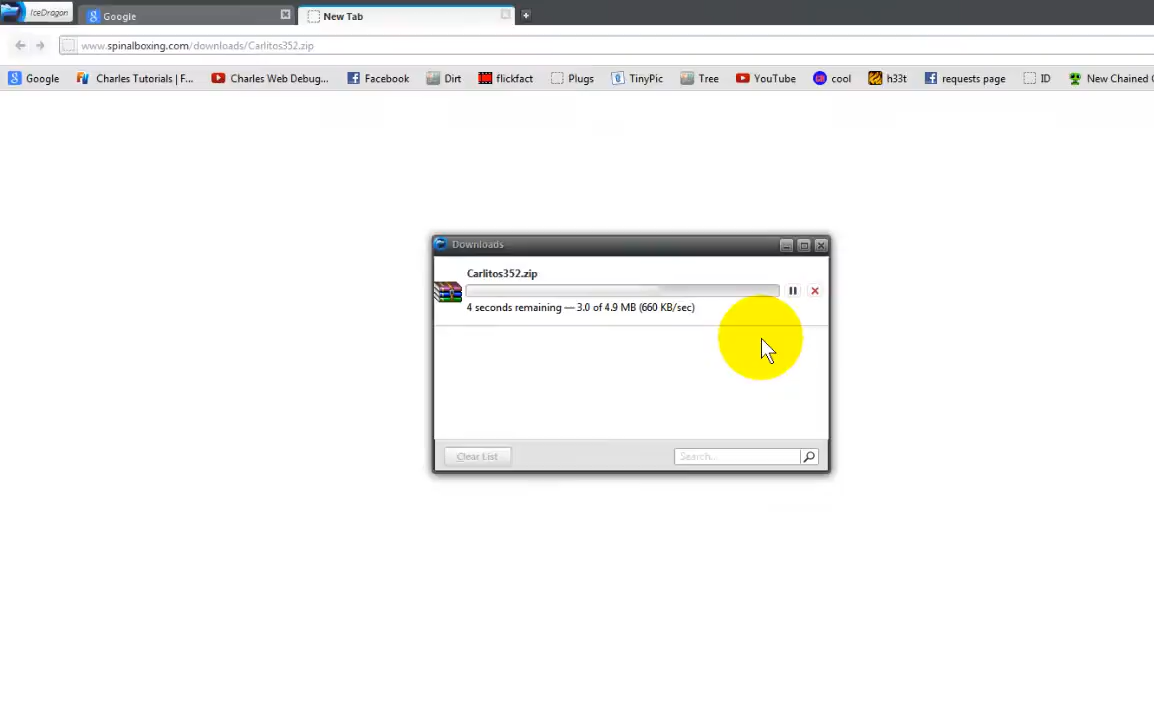 IceDragon
Google
New Tab
www.spinalboxing.com/downloads/Carlitos352.zip
Google Charles Tutorials | F... Charles Web Debug... Facebook Dirt flickfact Plugs TinyPic Tree YouTube cool h33t requests page ID New Chained
Downloads
Carlitos352.zip
4 seconds remaining — 3.0 of 4.9 MB (660 KB/sec)
Clear List
Search...